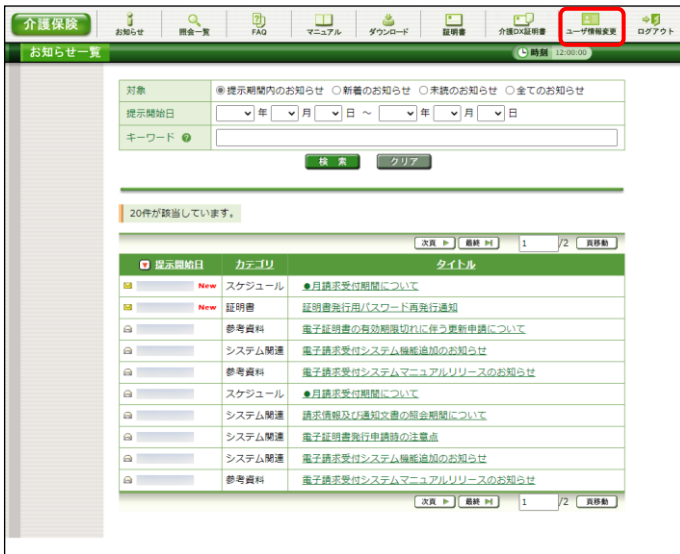 介護保険 お知らせ 照会一覧 FAQ マニュアル ダウンロード 証明書 介護DX証明書 ユーザ情報変更 ログアウト
お知らせ一覧 時刻 12:00:00
対象 提示期間内のお知らせ 新着のお知らせ 未読のお知らせ 全てのお知らせ
提示開始日 年 月 日 ～ 年 月 日
キーワード ?
検索 クリア
20件が該当しています。
次頁 最終 1 /2 頁移動
提示開始日 カテゴリ タイトル
New スケジュール ●月請求受付期間について
New 証明書 証明書発行用パスワード再発行通知
参考資料 電子証明書の有効期限切れに伴う更新申請について
システム関連 電子請求受付システム機能追加のお知らせ
参考資料 電子請求受付システムマニュアルリリースのお知らせ
スケジュール ●月請求受付期間について
システム関連 請求情報及び通知文書の照会期間について
システム関連 電子証明書発行申請時の注意点
システム関連 電子請求受付システム機能追加のお知らせ
参考資料 電子請求受付システムマニュアルリリースのお知らせ
次頁 最終 1 /2 頁移動